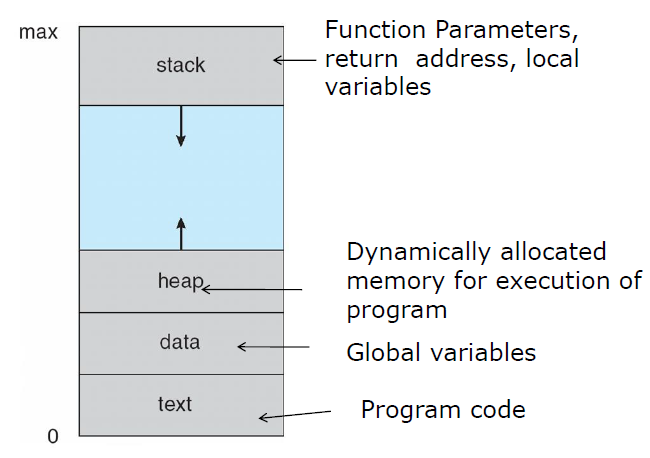 max
stack
Function Parameters,
return address, local
variables
heap
Dynamically allocated
memory for execution of
program
data
Global variables
text
Program code
0